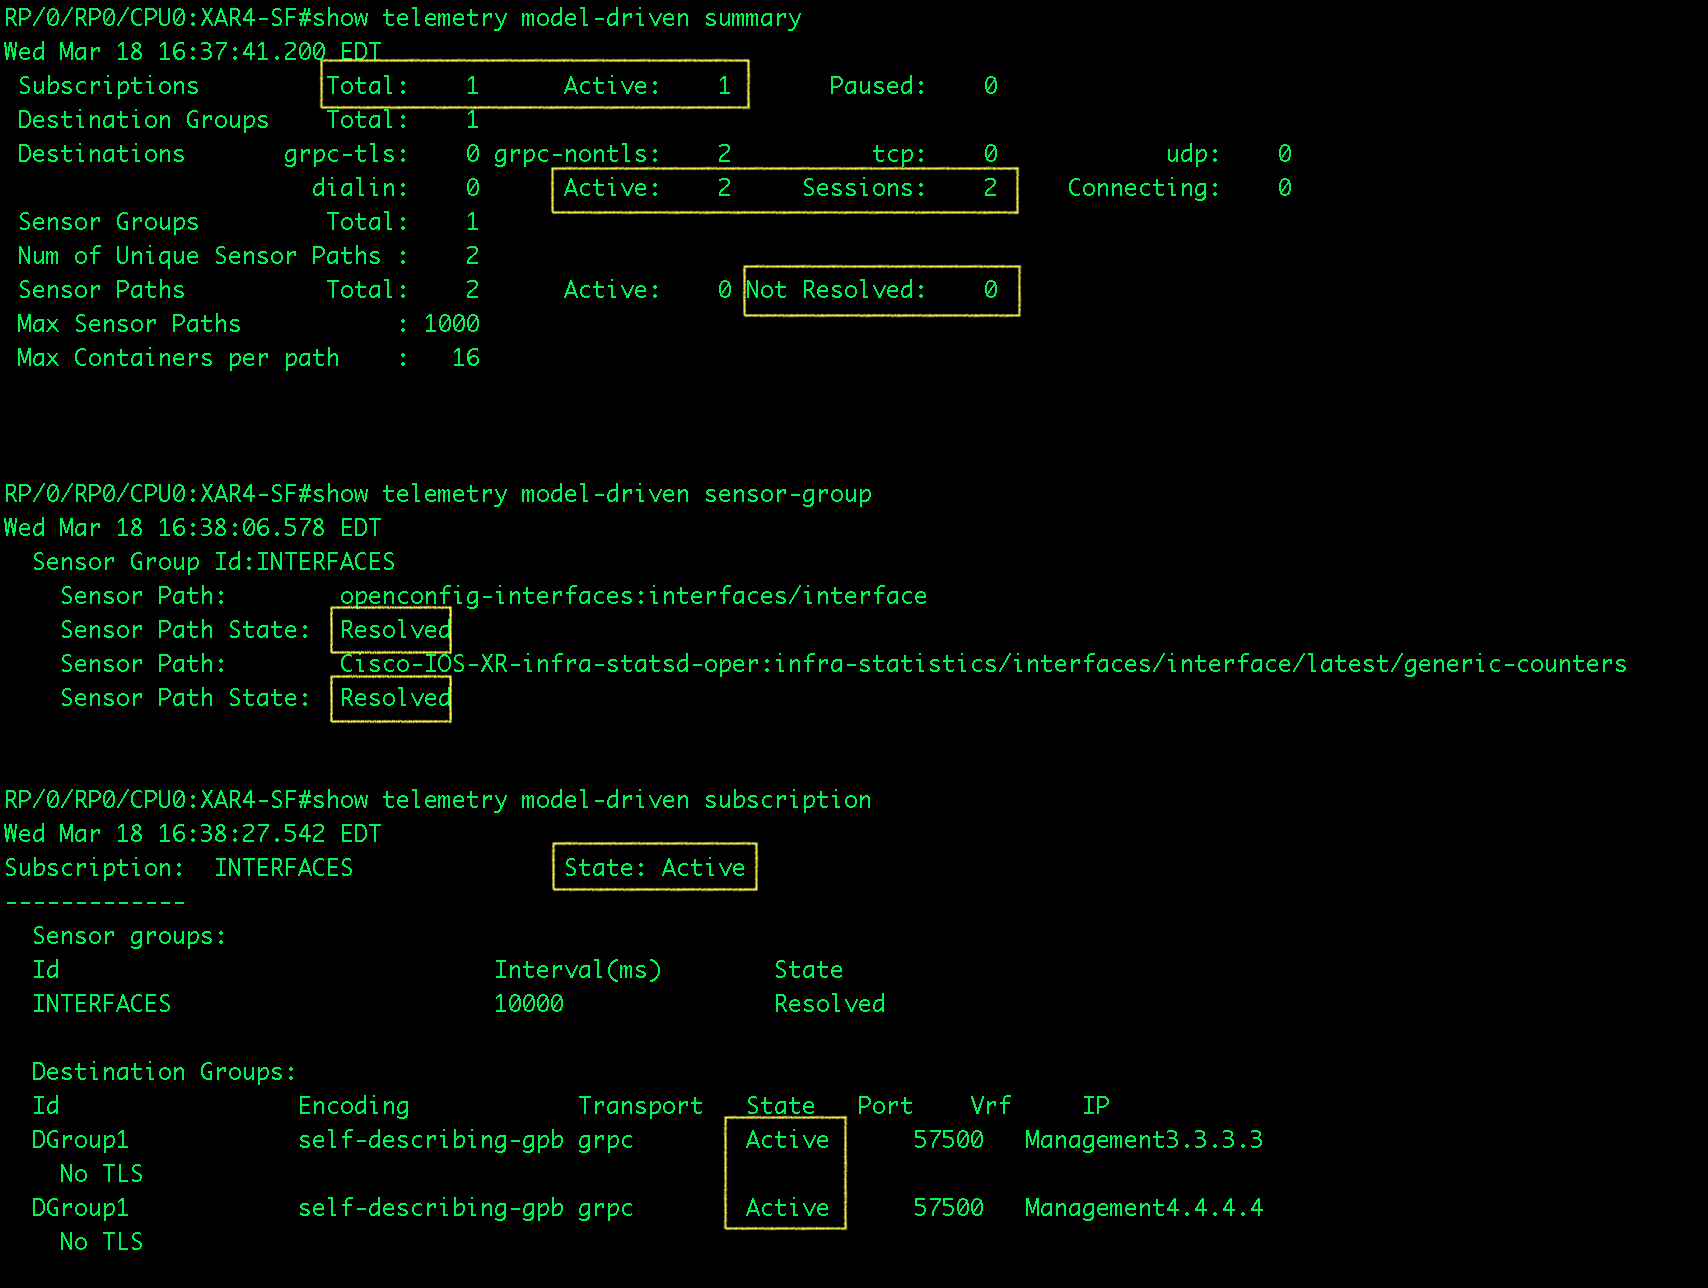 RP/0/RP0/CPU0:XAR4-SF#show telemetry model-driven summary
Wed Mar 18 16:37:41.200 EDT
 Subscriptions         Total:    1      Active:    1       Paused:    0
 Destination Groups    Total:    1
 Destinations       grpc-tls:    0 grpc-nontls:    2          tcp:    0            udp:    0
                      dialin:    0      Active:    2     Sessions:    2     Connecting:    0
 Sensor Groups         Total:    1
 Num of Unique Sensor Paths :    2
 Sensor Paths          Total:    2      Active:    0 Not Resolved:    0
 Max Sensor Paths           : 1000
 Max Containers per path    :   16
RP/0/RP0/CPU0:XAR4-SF#show telemetry model-driven sensor-group
Wed Mar 18 16:38:06.578 EDT
  Sensor Group Id:INTERFACES
    Sensor Path:        openconfig-interfaces:interfaces/interface
    Sensor Path State:  Resolved
    Sensor Path:        Cisco-IOS-XR-infra-statsd-oper:infra-statistics/interfaces/interface/latest/generic-counters
    Sensor Path State:  Resolved
RP/0/RP0/CPU0:XAR4-SF#show telemetry model-driven subscription
Wed Mar 18 16:38:27.542 EDT
Subscription:  INTERFACES               State: Active
-------------
  Sensor groups:
  Id                               Interval(ms)        State
  INTERFACES                       10000               Resolved
  Destination Groups:
  Id                 Encoding            Transport   State   Port    Vrf     IP
  DGroup1            self-describing-gpb grpc        Active      57500   Management3.3.3.3
    No TLS
  DGroup1            self-describing-gpb grpc        Active      57500   Management4.4.4.4
    No TLS